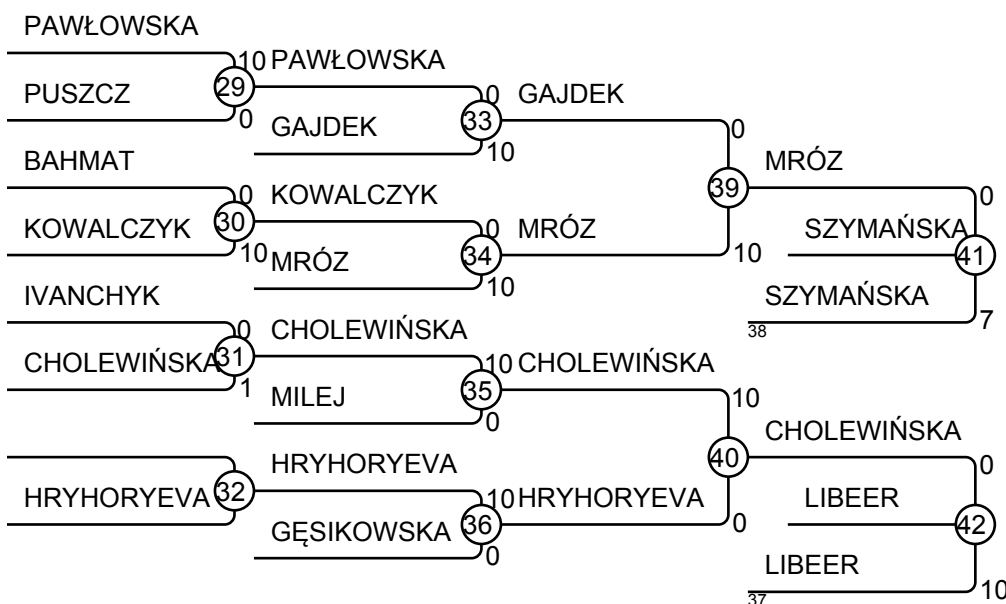 PAWŁOWSKA
10 PAWŁOWSKA
29
PUSZCZ
0
0 GAJDEK
33
GAJDEK
10
BAHMAT
0
0
MRÓZ
39
KOWALCZYK
30
KOWALCZYK
10
0
0
MRÓZ
34
MRÓZ
10
10
SZYMAŃSKA
41
IVANCHYK
0
SZYMAŃSKA
38
7
CHOLEWIŃSKA
CHOLEWIŃSKA
31
1
10 CHOLEWIŃSKA
35
MILEJ
0
10
CHOLEWIŃSKA
40
0
HRYHORYEVA
HRYHORYEVA
32
10 HRYHORYEVA
36
GĘSIKOWSKA
0
0
LIBEER
42
LIBEER
37
10